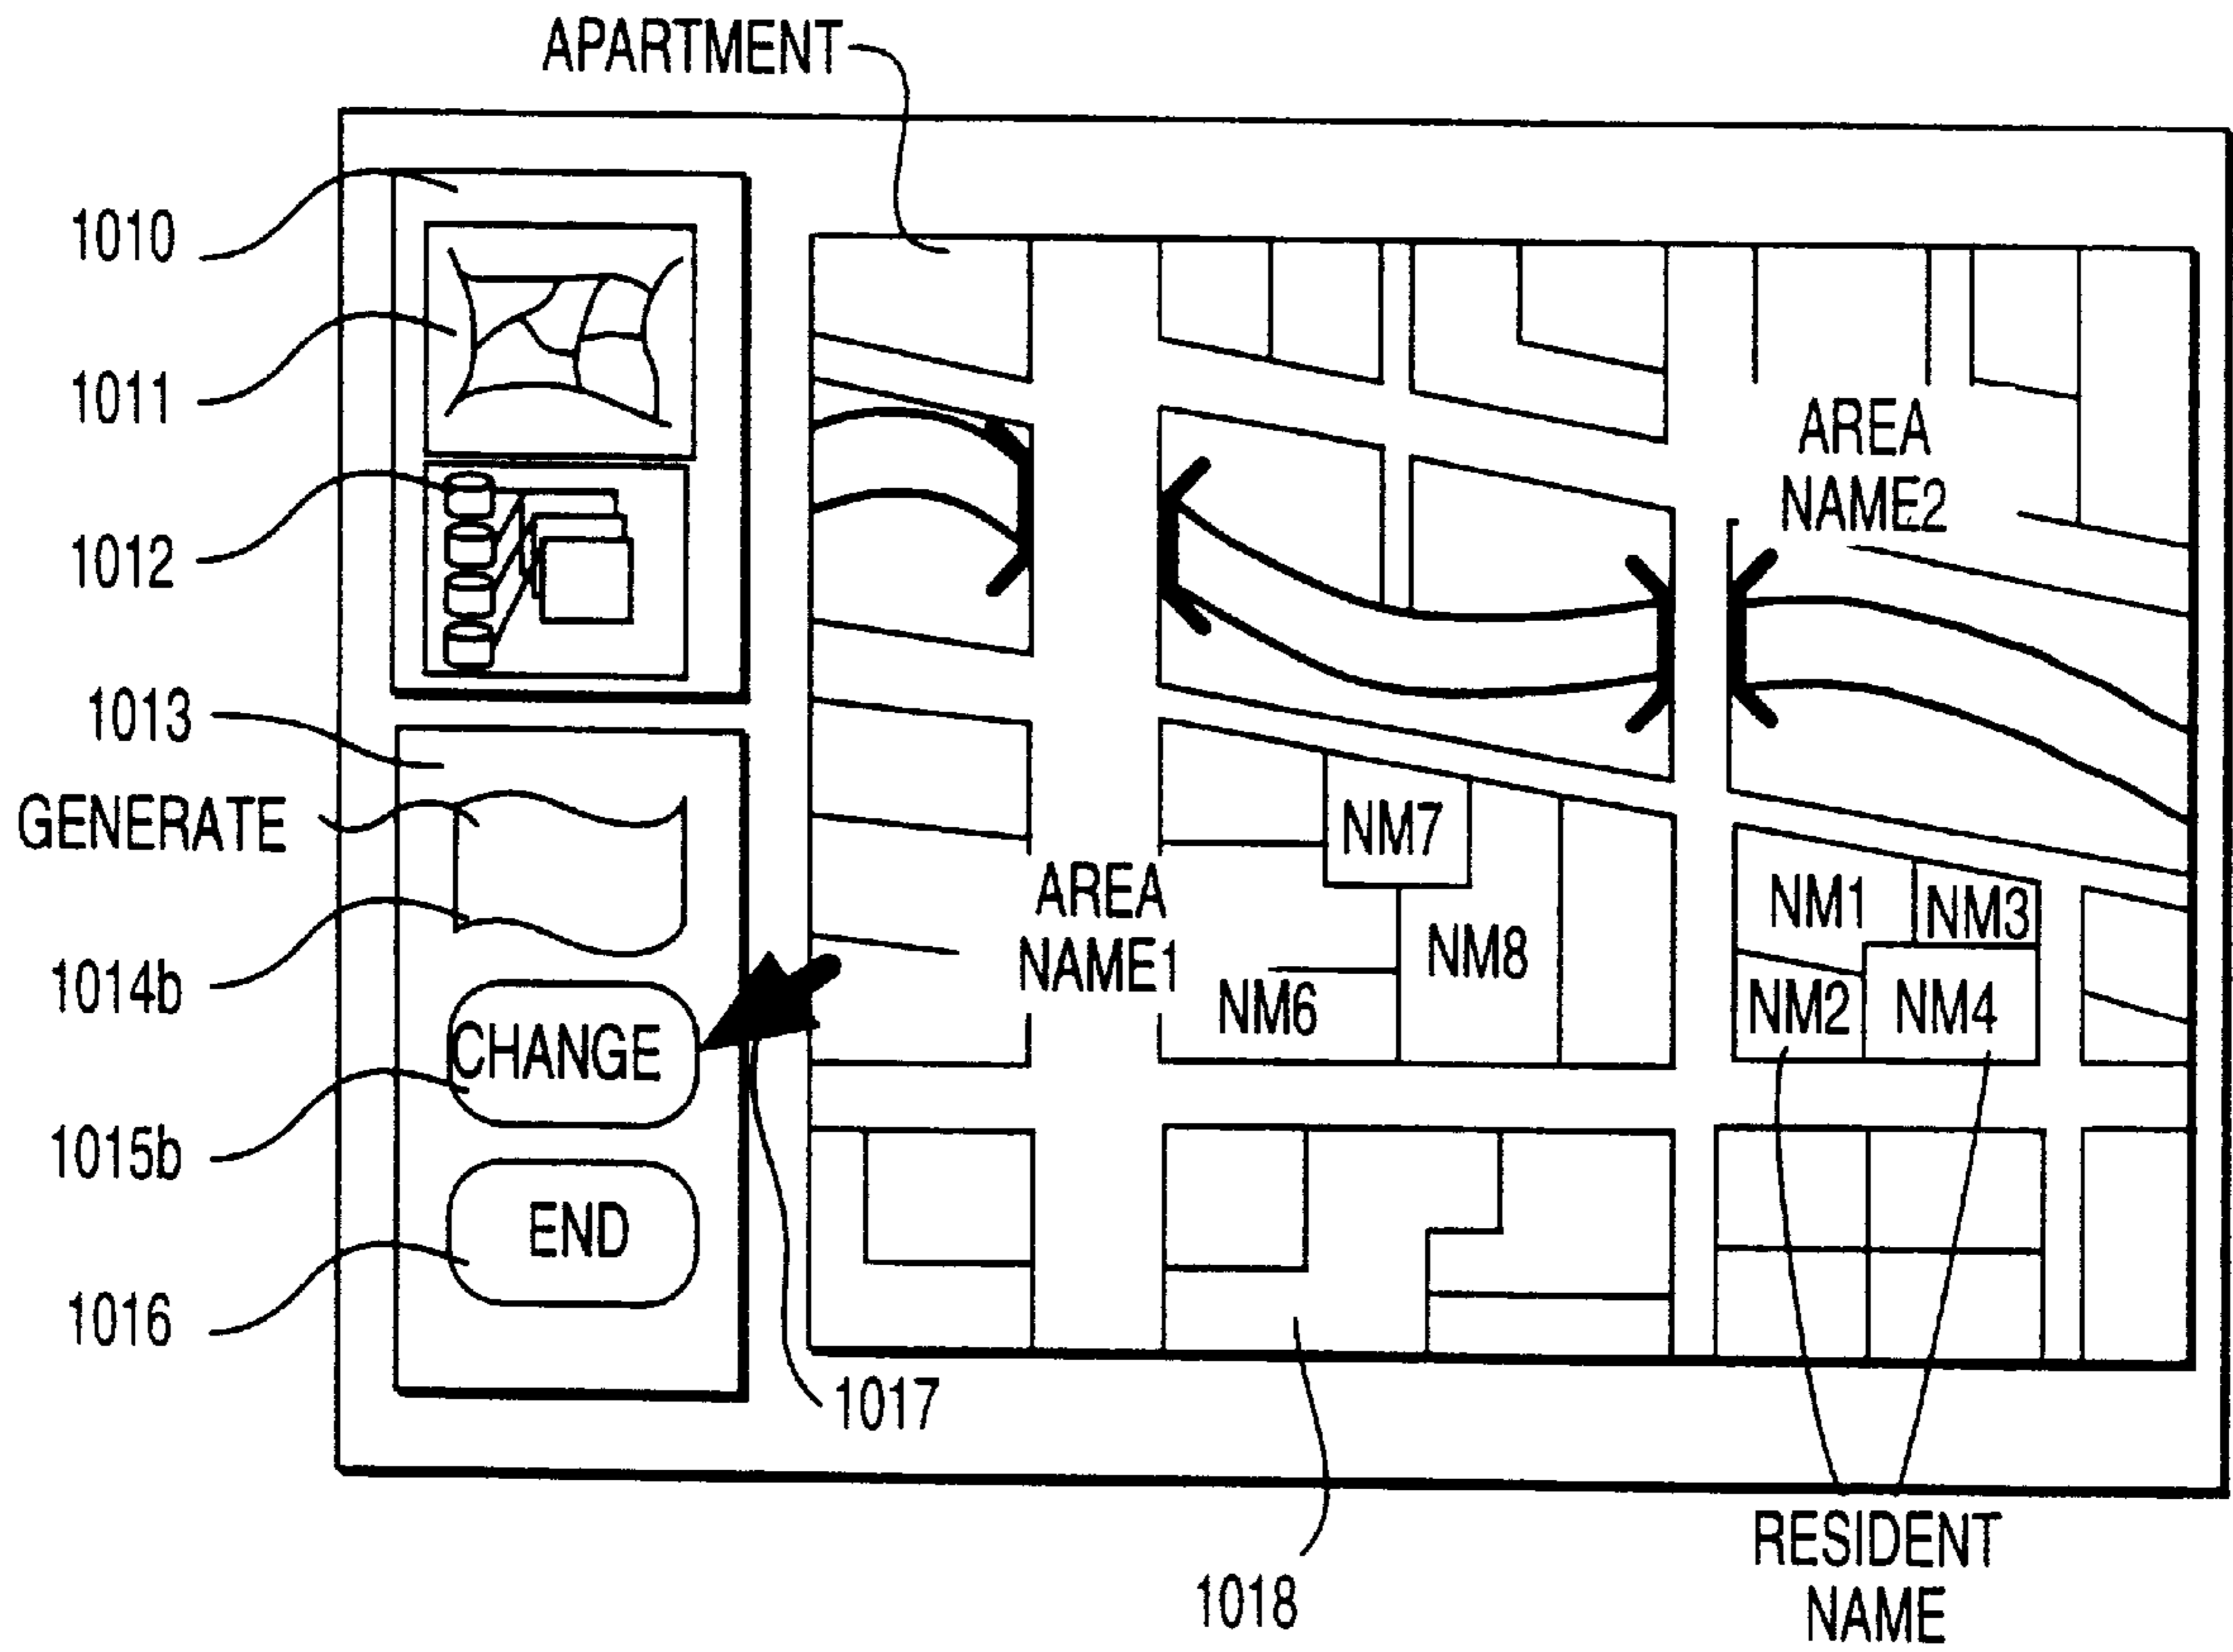 APARTMENT
1010
1011
1012
1013
GENERATE
1014b
1015b
1016
CHANGE
END
AREA
NAME2
AREA
NAME1
NM7
NM8
NM6
NM1
NM3
NM2
NM4
1017
1018
RESIDENT
NAME